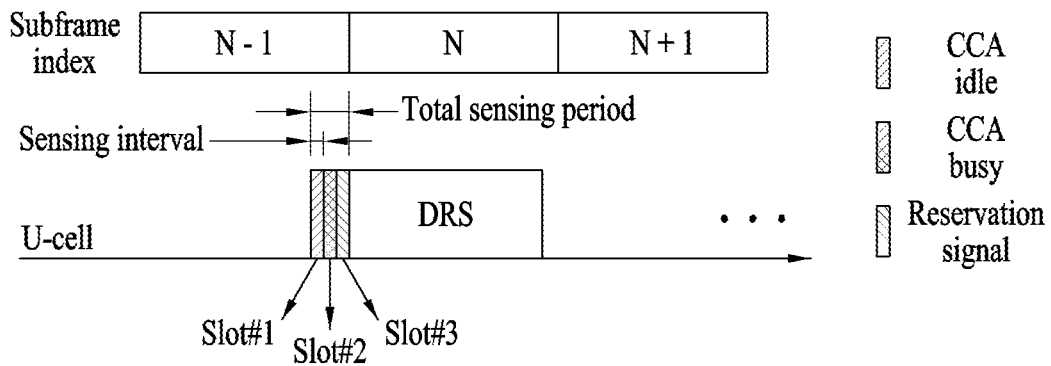 Subframe
index
N - 1
N
N + 1
Total sensing period
Sensing interval
DRS
U-cell
Slot#1
Slot#2
Slot#3
CCA
idle
CCA
busy
Reservation
signal